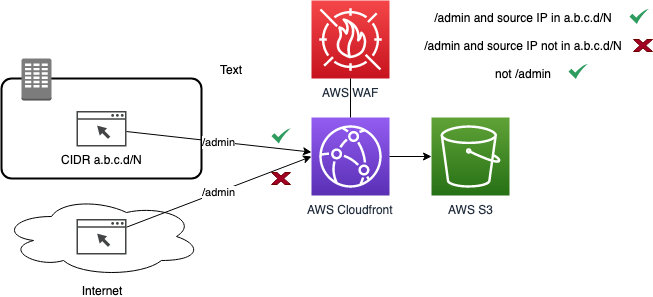 /admin and source IP in a.b.c.d/N
/admin and source IP not in a.b.c.d/N
not /admin
Text
AWS WAF
/admin
CIDR a.b.c.d/N
/admin
AWS Cloudfront
AWS S3
Internet